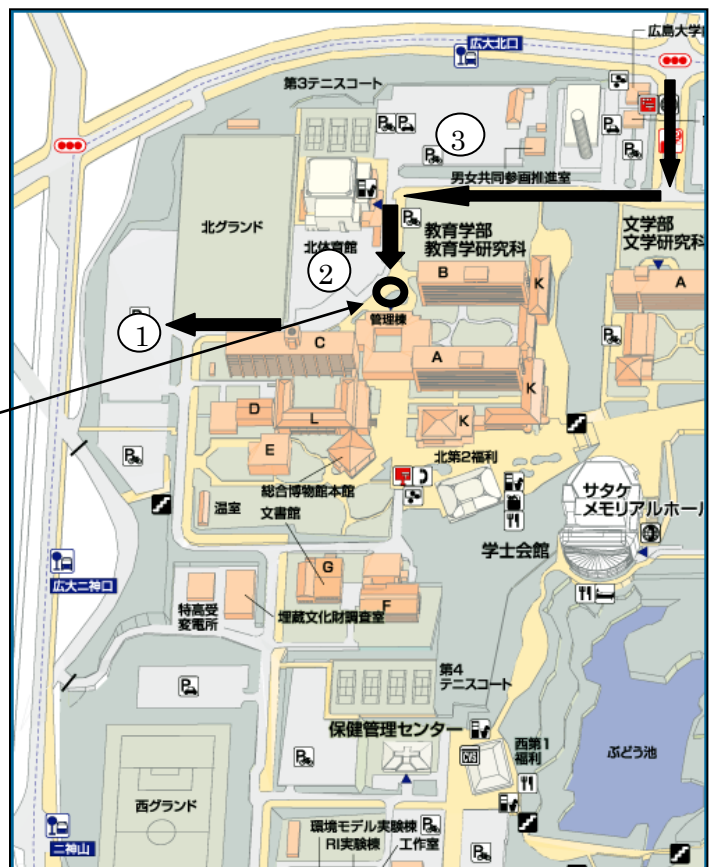 広島大学
広大北口
第3テニスコート
③
男女共同参画推進室
北グランド
教育学部
教育学研究科
文学部
文学研究科
北体育館
②
B
K
A
管理棟
①
C
A
D
L
K
K
E
北第2福利
総合博物館本館
サタケ
メモリアルホール
温室
文書館
学士会館
広大二神口
G
F
特高受
変電所
埋蔵文化財調査室
第4
テニスコート
保健管理センター
CVS
西第1
福利
ぶどう池
西グランド
二神山
環境モデル実験棟
RI実験棟
工作室